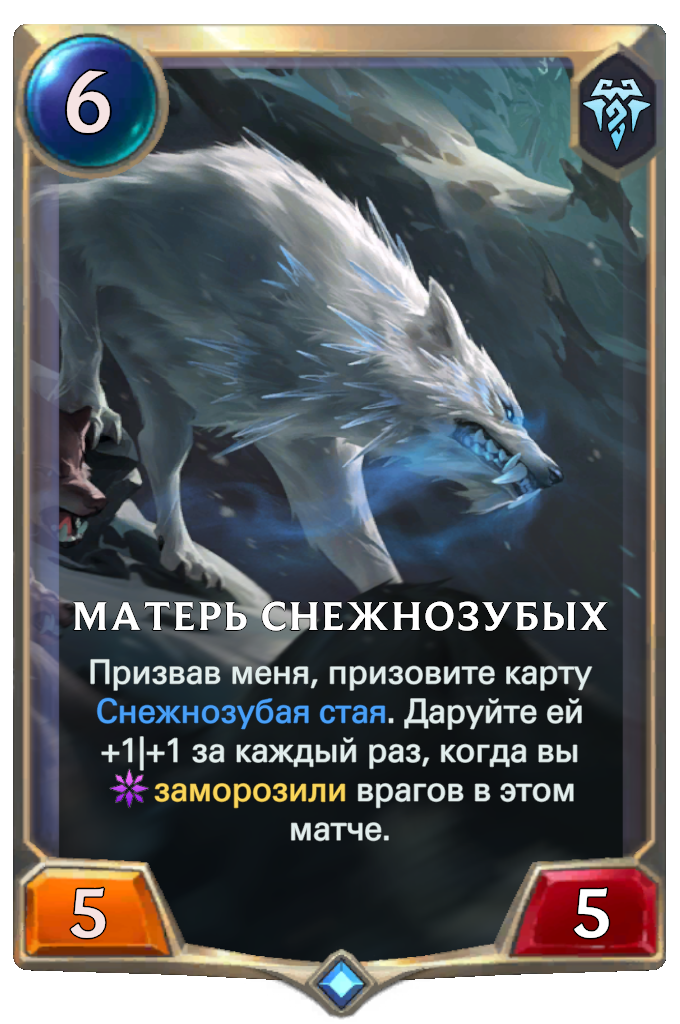 6
МАТЕРЬ СНЕЖНОЗУБЫХ
Призвав меня, призовите карту
Снежнозубая стая. Даруйте ей
+1|+1 за каждый раз, когда вы
заморозили врагов в этом
матче.
5
5